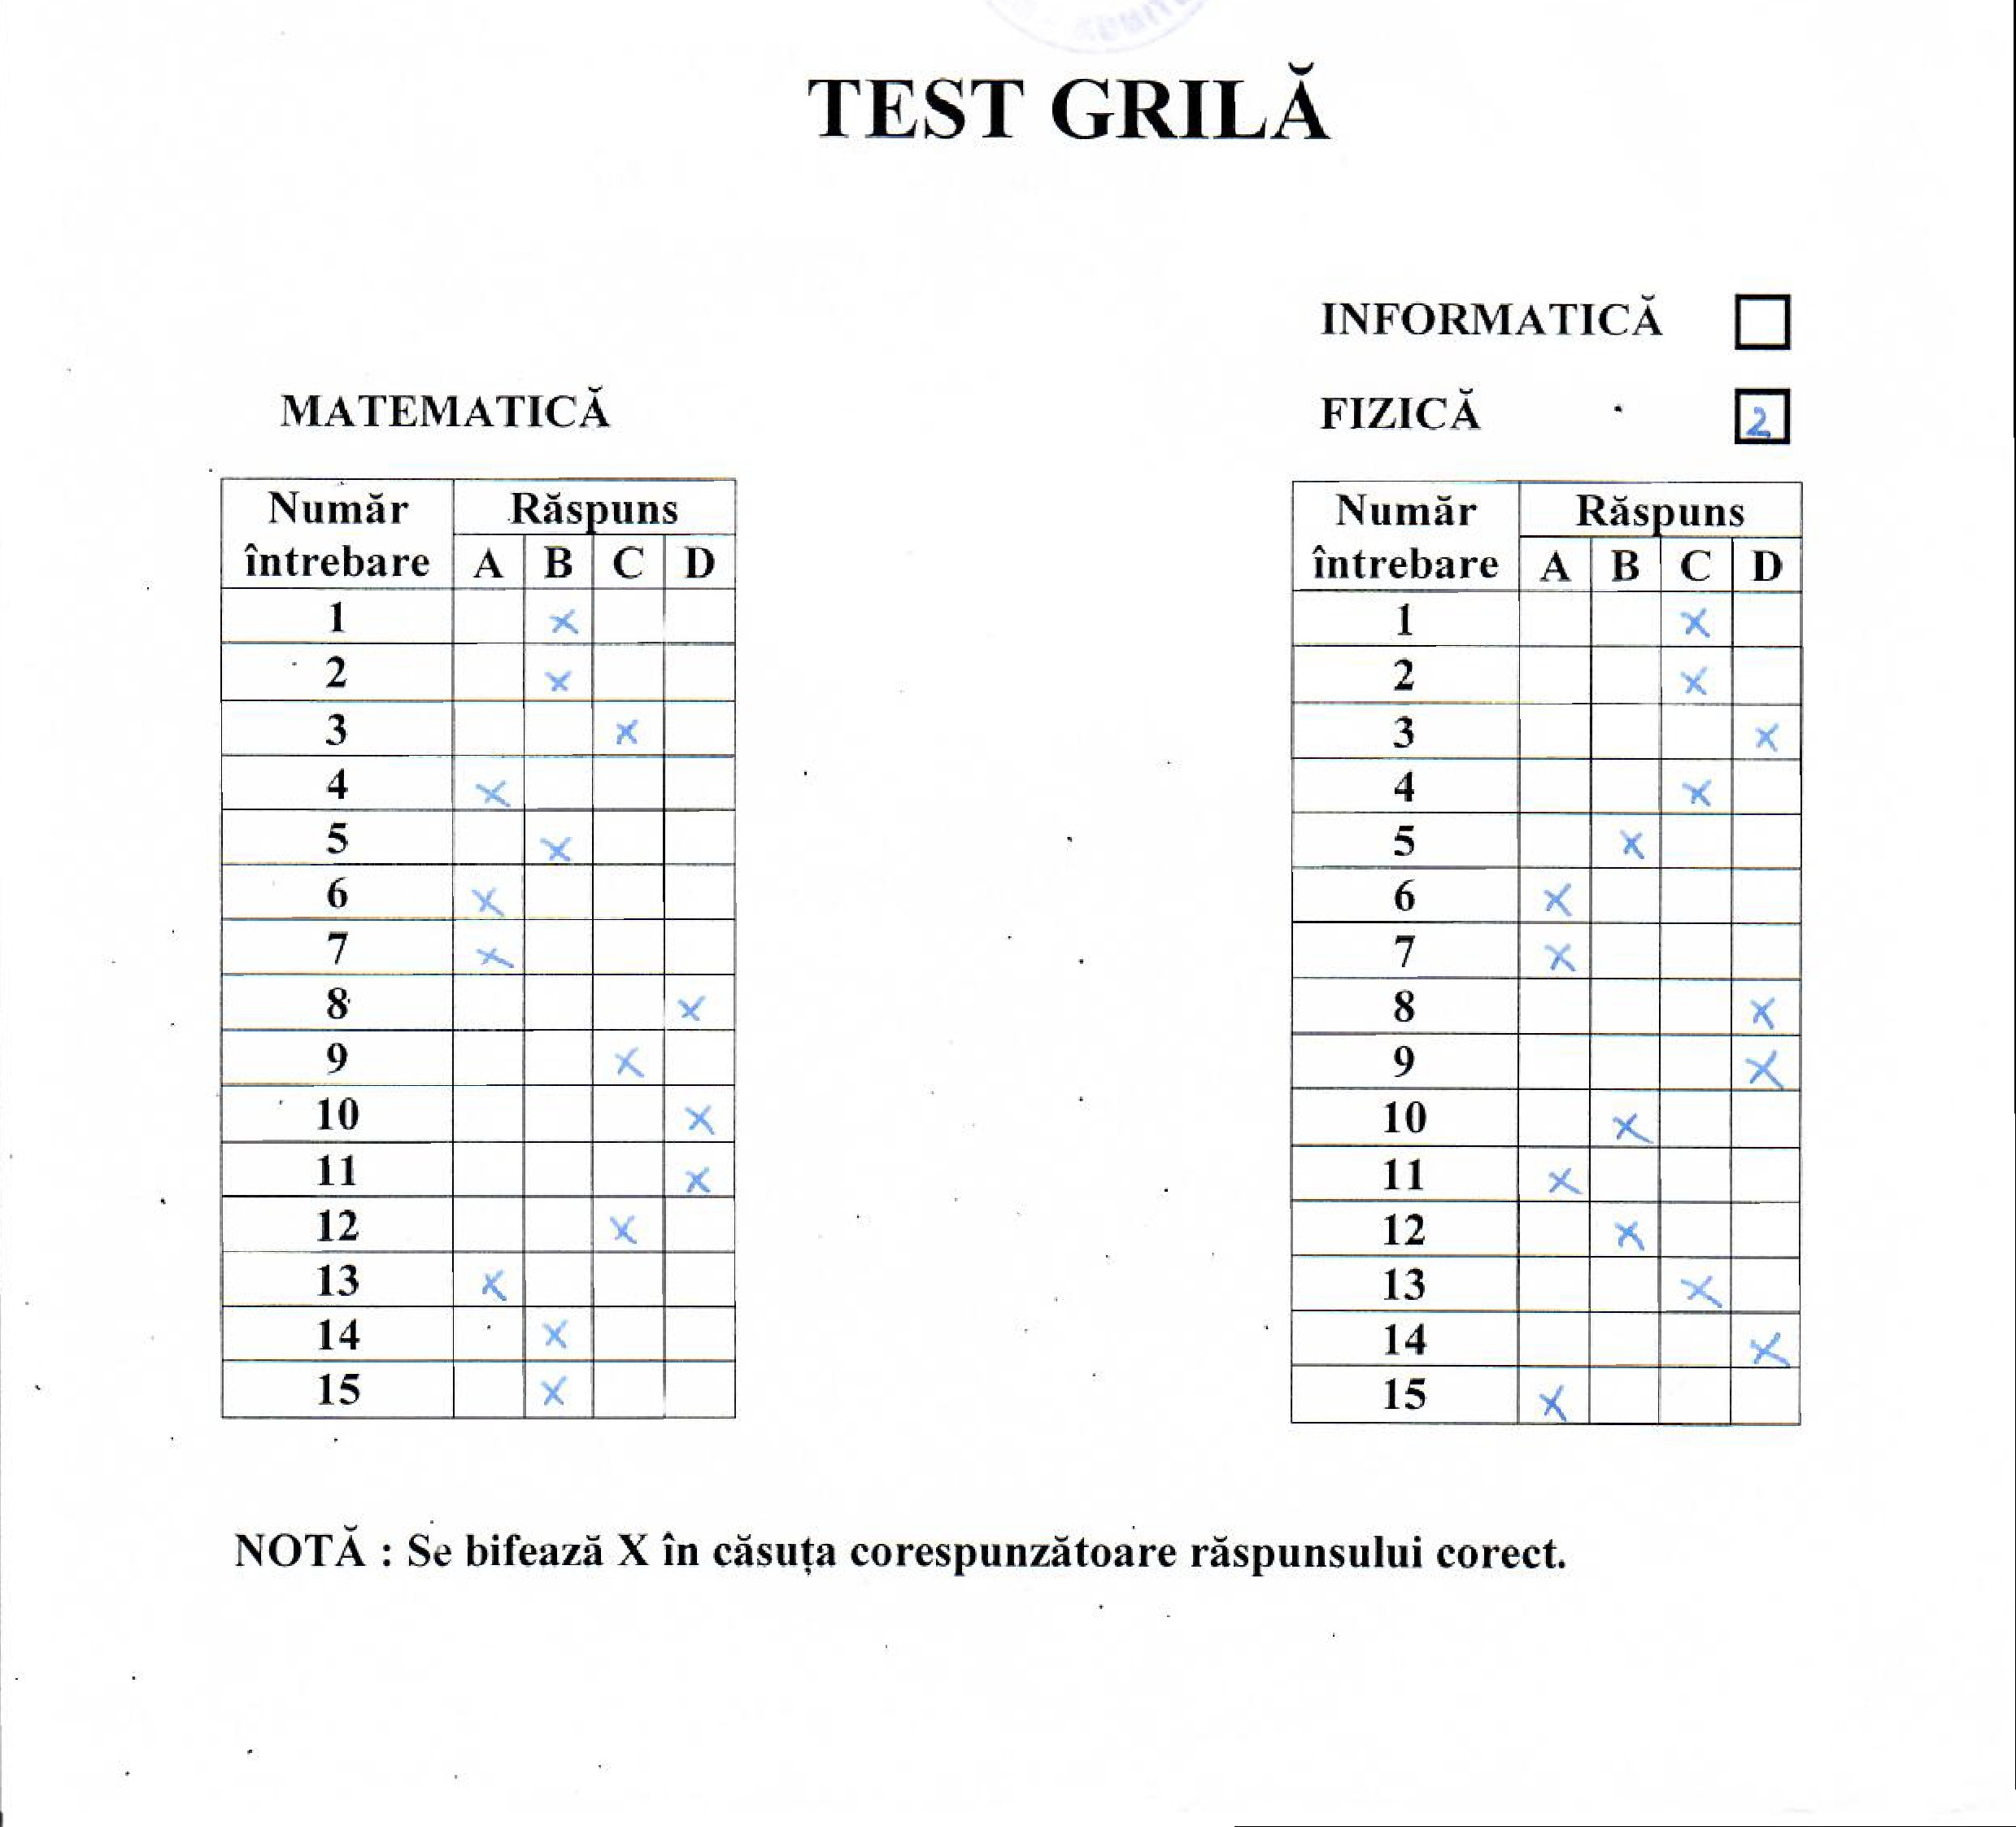 TEST GRILĂ
INFORMATICĂ
MATEMATICĂ
FIZICĂ 2
Număr întrebare Răspuns
A B C D
1 X
2 X
3 X
4 X
5 X
6 X
7 X
8 X
9 X
10 X
11 X
12 X
13 X
14 X
15 X
Număr întrebare Răspuns
A B C D
1 X
2 X
3 X
4 X
5 X
6 X
7 X
8 X
9 X
10 X
11 X
12 X
13 X
14 X
15 X
NOTĂ : Se bifează X în căsuța corespunzătoare răspunsului corect.